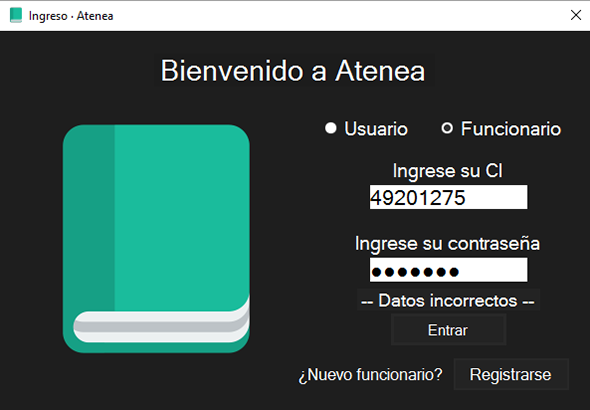 Ingreso · Atenea
Bienvenido a Atenea
Usuario
Funcionario
Ingrese su CI
49201275
Ingrese su contraseña
●●●●●●●
-- Datos incorrectos --
Entrar
¿Nuevo funcionario?
Registrarse